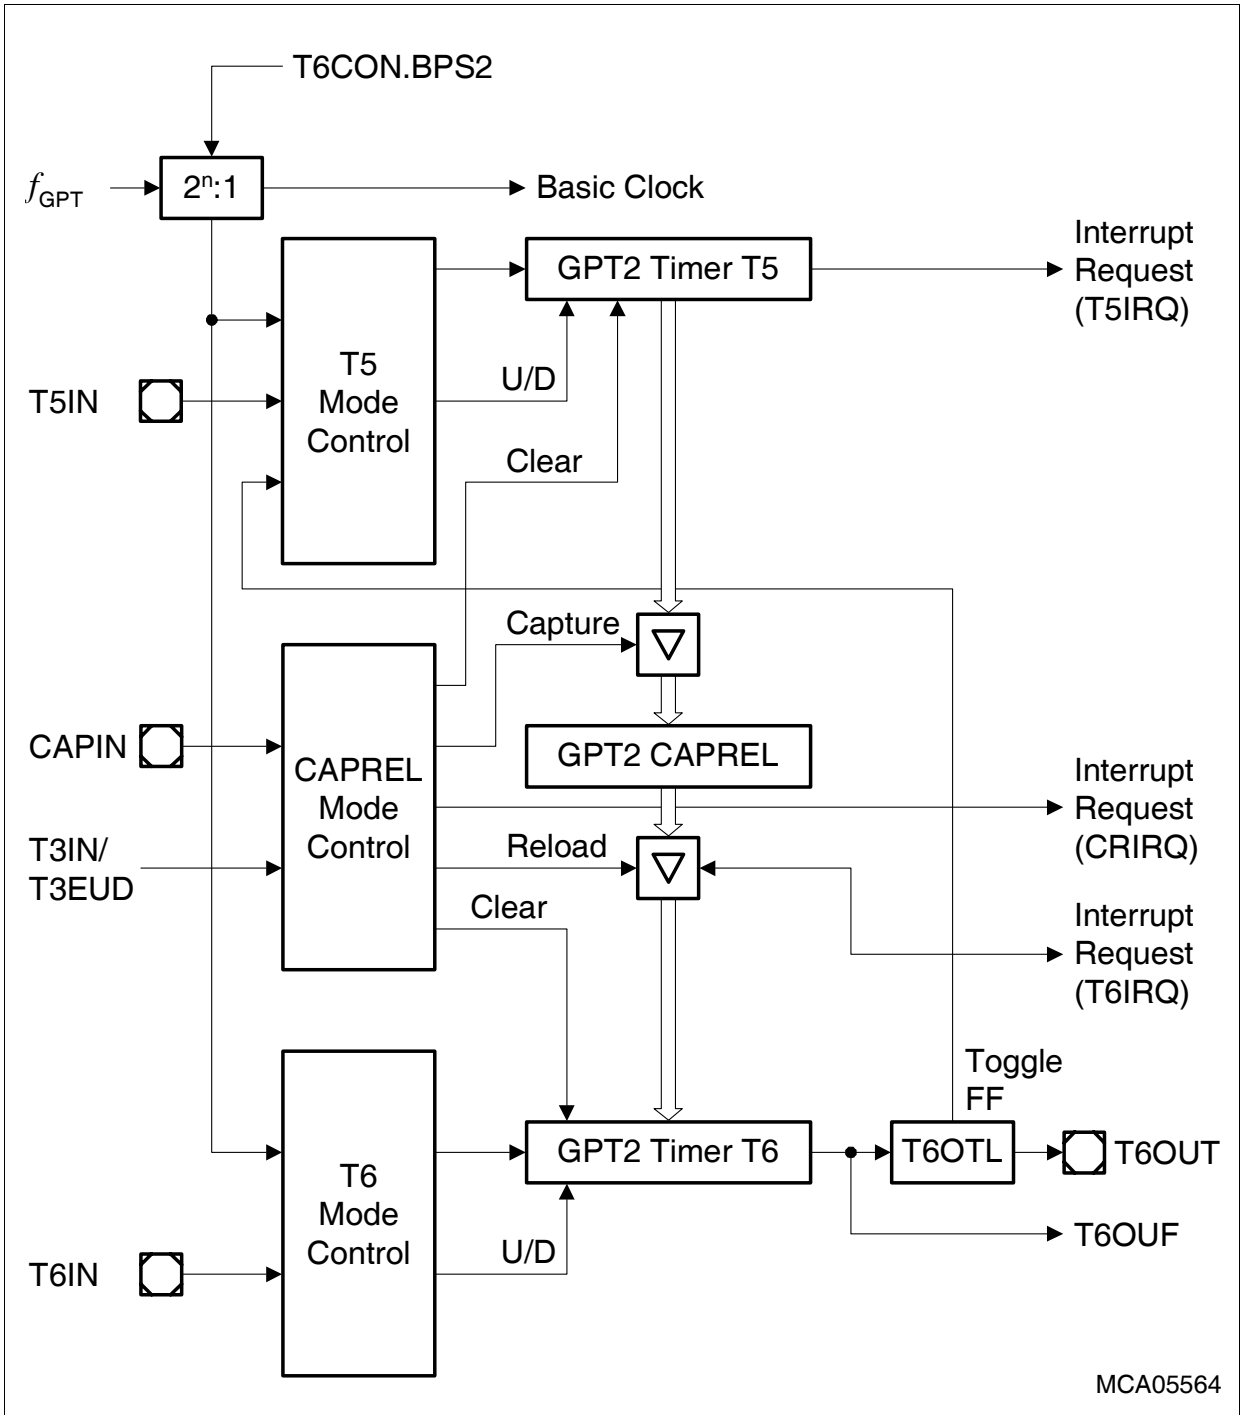 T6CON.BPS2
fGPT
2ⁿ:1
Basic Clock
GPT2 Timer T5
Interrupt
Request
(T5IRQ)
T5
Mode
Control
U/D
T5IN
Clear
Capture
CAPIN
CAPREL
Mode
Control
GPT2 CAPREL
Interrupt
Request
(CRIRQ)
T3IN/
T3EUD
Reload
Clear
Interrupt
Request
(T6IRQ)
Toggle
FF
T6
Mode
Control
GPT2 Timer T6
T6OTL
T6OUT
U/D
T6OUF
T6IN
MCA05564